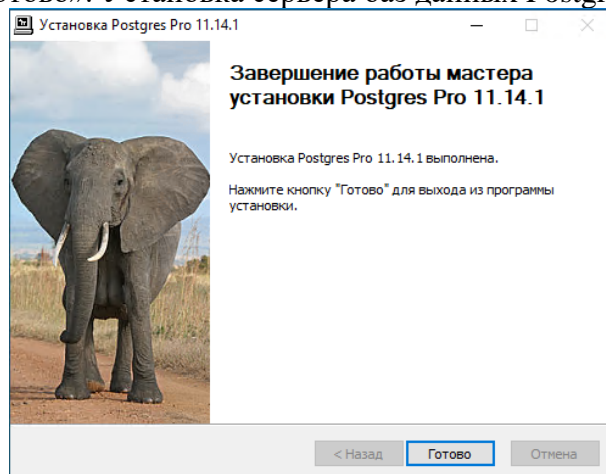 Установка Postgres Pro 11.14.1
Завершение работы мастера
установки Postgres Pro 11.14.1
Установка Postgres Pro 11.14.1 выполнена.
Нажмите кнопку "Готово" для выхода из программы
установки.
< Назад Готово Отмена